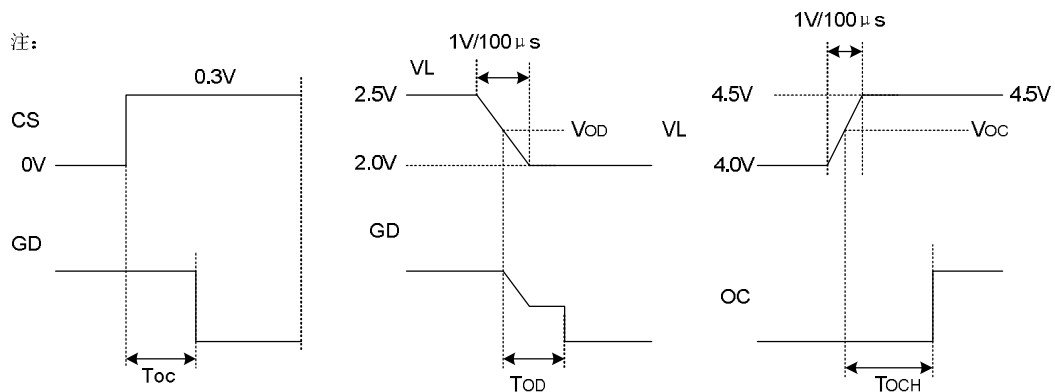 注：
CS
0V
0.3V
GD
Toc
1V/100μs
VL
2.5V
VOD
2.0V
GD
TOD
1V/100μs
4.5V
4.5V
VL
VOC
4.0V
OC
TOCH